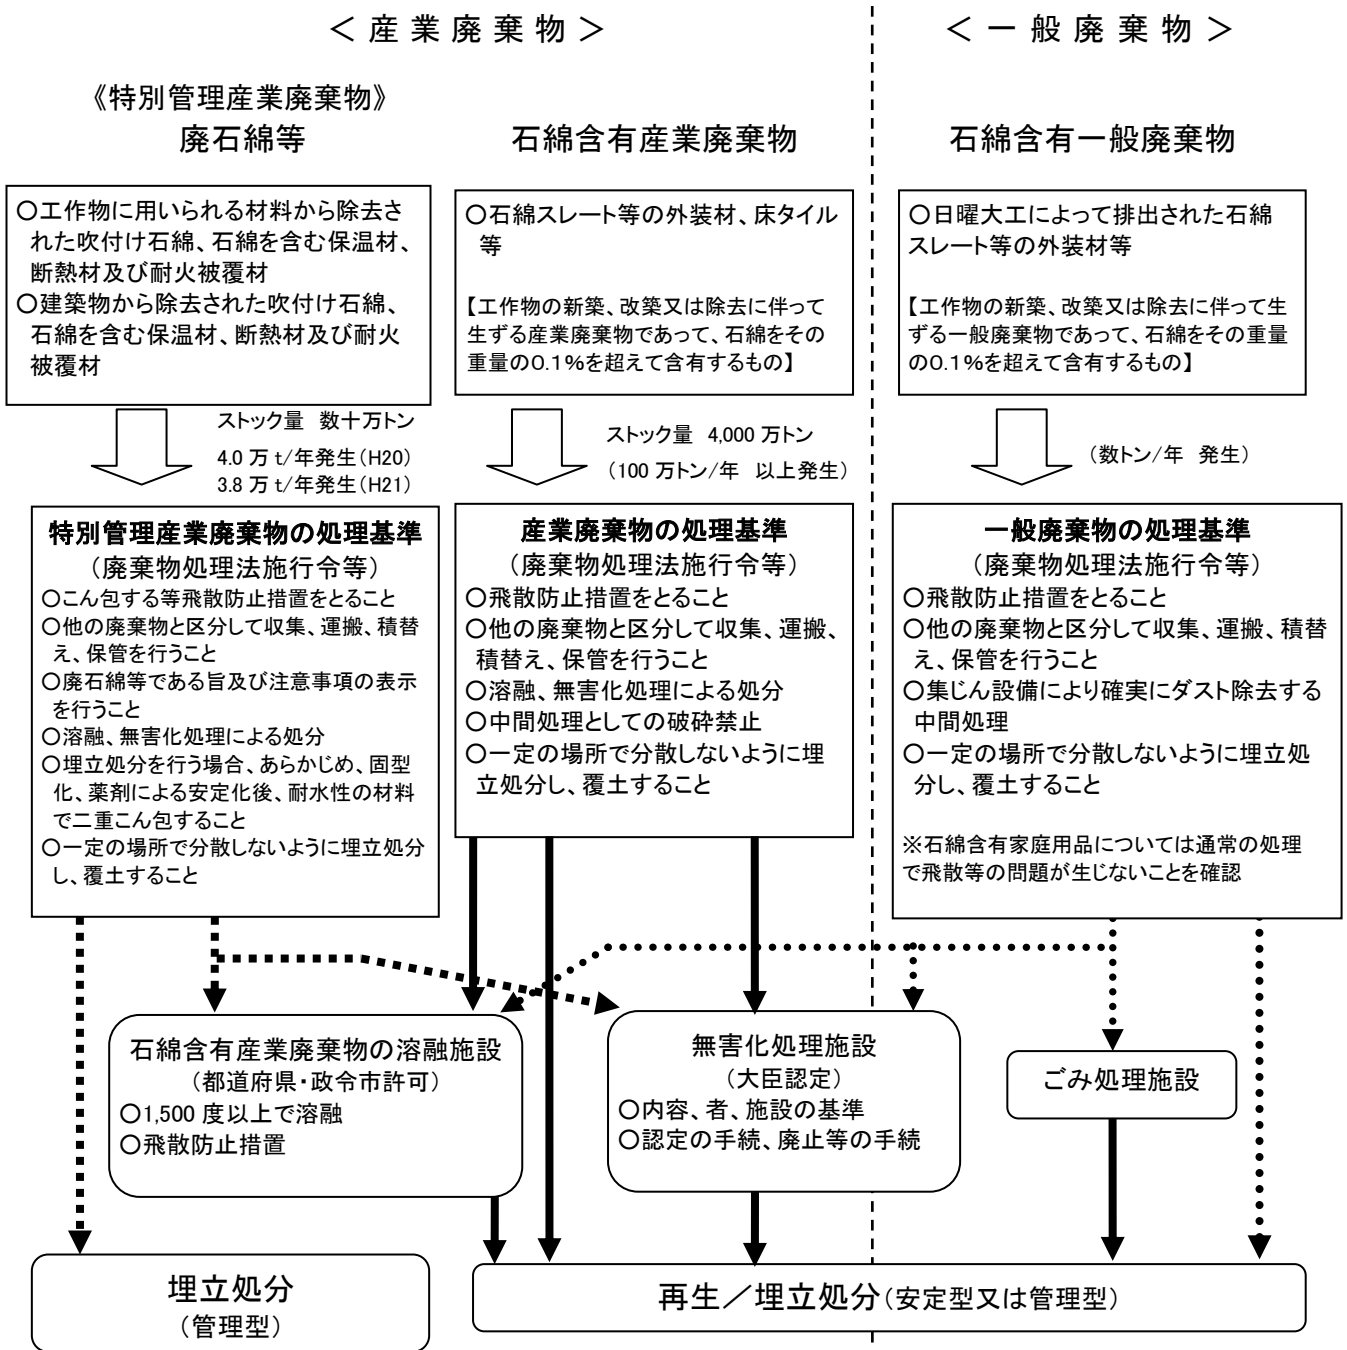 ＜産業廃棄物＞
＜一般廃棄物＞
《特別管理産業廃棄物》
廃石綿等
石綿含有産業廃棄物
石綿含有一般廃棄物
○工作物に用いられる材料から除去さ
れた吹付け石綿、石綿を含む保温材、
断熱材及び耐火被覆材
○建築物から除去された吹付け石綿、
石綿を含む保温材、断熱材及び耐火
被覆材
○石綿スレート等の外装材、床タイル
等
【工作物の新築、改築又は除去に伴って
生ずる産業廃棄物であって、石綿をその
重量の0.1％を超えて含有するもの】
○日曜大工によって排出された石綿
スレート等の外装材等
【工作物の新築、改築又は除去に伴って生
ずる一般廃棄物であって、石綿をその重量
の0.1％を超えて含有するもの】
ストック量　数十万トン
4.0 万 t/年発生（H20）
3.8 万 t/年発生（H21）
ストック量　4,000 万トン
（100 万トン/年　以上発生）
（数トン/年　発生）
特別管理産業廃棄物の処理基準
（廃棄物処理法施行令等）
○こん包する等飛散防止措置をとること
○他の廃棄物と区分して収集、運搬、積替
え、保管を行うこと
○廃石綿等である旨及び注意事項の表示
を行うこと
○溶融、無害化処理による処分
○埋立処分を行う場合、あらかじめ、固型
化、薬剤による安定化後、耐水性の材料
で二重こん包すること
○一定の場所で分散しないように埋立処分
し、覆土すること
産業廃棄物の処理基準
（廃棄物処理法施行令等）
○飛散防止措置をとること
○他の廃棄物と区分して収集、運搬、
積替え、保管を行うこと
○溶融、無害化処理による処分
○中間処理としての破砕禁止
○一定の場所で分散しないように埋
立処分し、覆土すること
一般廃棄物の処理基準
（廃棄物処理法施行令等）
○飛散防止措置をとること
○他の廃棄物と区分して収集、運搬、積替
え、保管を行うこと
○集じん設備により確実にダスト除去する
中間処理
○一定の場所で分散しないように埋立処
分し、覆土すること
※石綿含有家庭用品については通常の処理
で飛散等の問題が生じないことを確認
石綿含有産業廃棄物の溶融施設
（都道府県・政令市許可）
○1,500 度以上で溶融
○飛散防止措置
無害化処理施設
（大臣認定）
○内容、者、施設の基準
○認定の手続、廃止等の手続
ごみ処理施設
埋立処分
（管理型）
再生／埋立処分（安定型又は管理型）